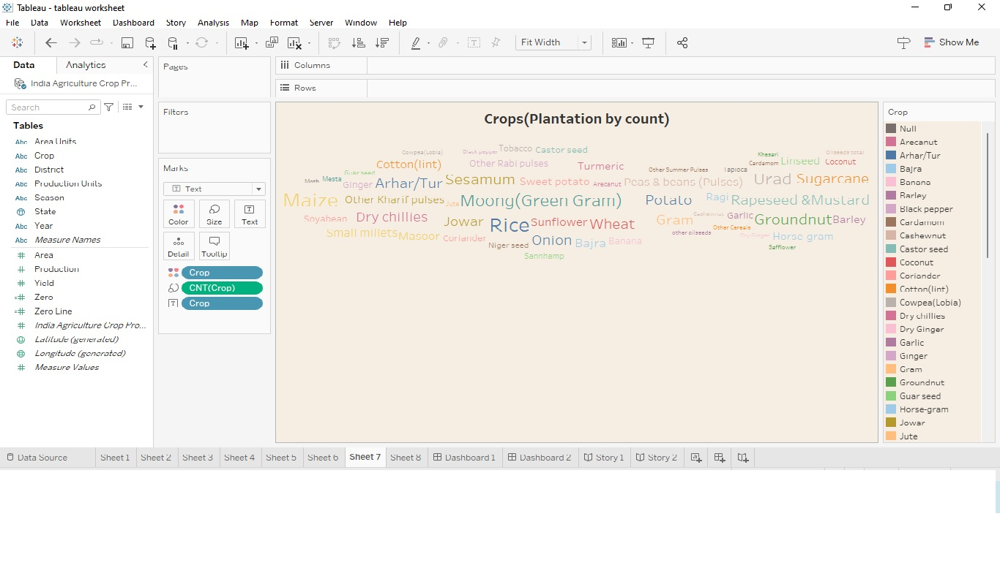 Tableau - tableau worksheet
File Data Worksheet Dashboard Story Analysis Map Format Server Window Help
Fit Width
Show Me
Data Analytics
India Agriculture Crop Pr...
Search
Tables
Abc Area Units
Abc Crop
Abc District
Abc Production Units
Abc Season
State
Abc Year
Abc Measure Names
Area
Production
Yield
Zero
Zero Line
India Agriculture Crop Pro...
Latitude (generated)
Longitude (generated)
Measure Values
Pages
Filters
Marks
Text
Color Size Text
Detail Tooltip
Crop
CNT(Crop)
Crop
Columns
Rows
Crops(Plantation by count)
Cowpea(Lobia) Black pepper Tobacco Castor seed Khesari Oilseeds total
Cotton(lint) Other Rabi pulses Turmeric Cardamom Linseed Coconut
Guar seed Other Summer Pulses Tapioca
Moth Mesta Ginger Arhar/Tur Sesamum Sweet potato Arecanut Peas & beans (Pulses) Urad Sugarcane
Maize Other Kharif pulses Jute Moong(Green Gram) Potato Ragi Rapeseed &Mustard
Soyabean Dry chillies Jowar Rice Sunflower Wheat Gram Cashewnut Garlic Groundnut Barley
Small millets Masoor Coriander Niger seed Onion Bajra Banana other oilseeds Other Cereals Dry Ginger Horse-gram
Sannhamp Safflower
Crop
Null
Arecanut
Arhar/Tur
Bajra
Banana
Barley
Black pepper
Cardamom
Cashewnut
Castor seed
Coconut
Coriander
Cotton(lint)
Cowpea(Lobia)
Dry chillies
Dry Ginger
Garlic
Ginger
Gram
Groundnut
Guar seed
Horse-gram
Jowar
Jute
Data Source Sheet 1 Sheet 2 Sheet 3 Sheet 4 Sheet 5 Sheet 6 Sheet 7 Sheet 8 Dashboard 1 Dashboard 2 Story 1 Story 2